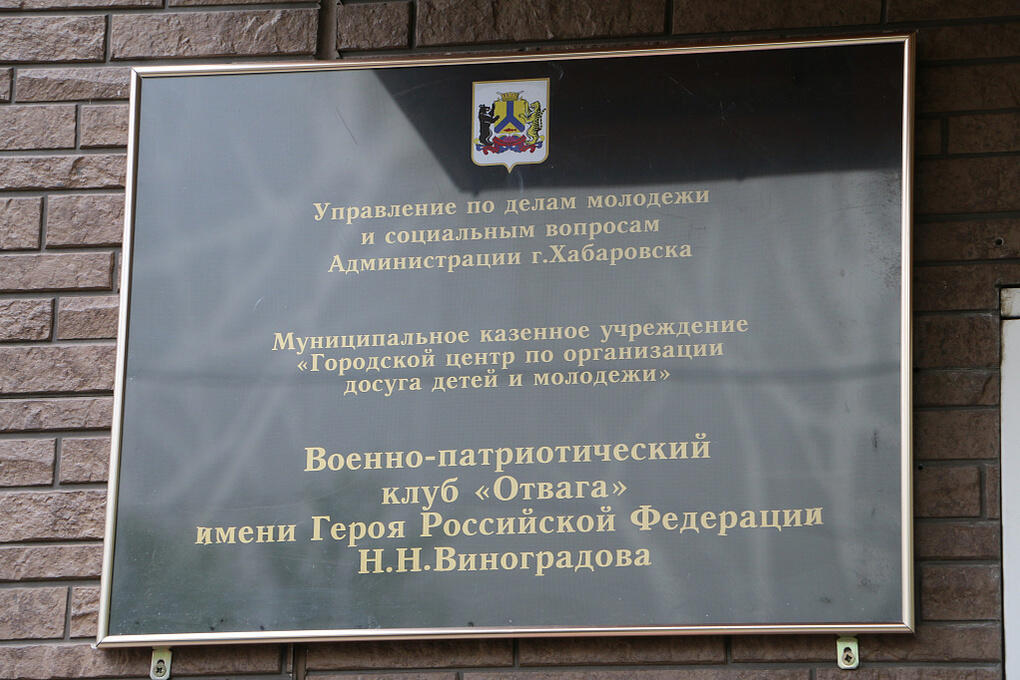 Управление по делам молодежи
и социальным вопросам
Администрации г.Хабаровска
Муниципальное казенное учреждение
«Городской центр по организации
досуга детей и молодежи»
Военно-патриотический
клуб «Отвага»
имени Героя Российской Федерации
Н.Н.Виноградова